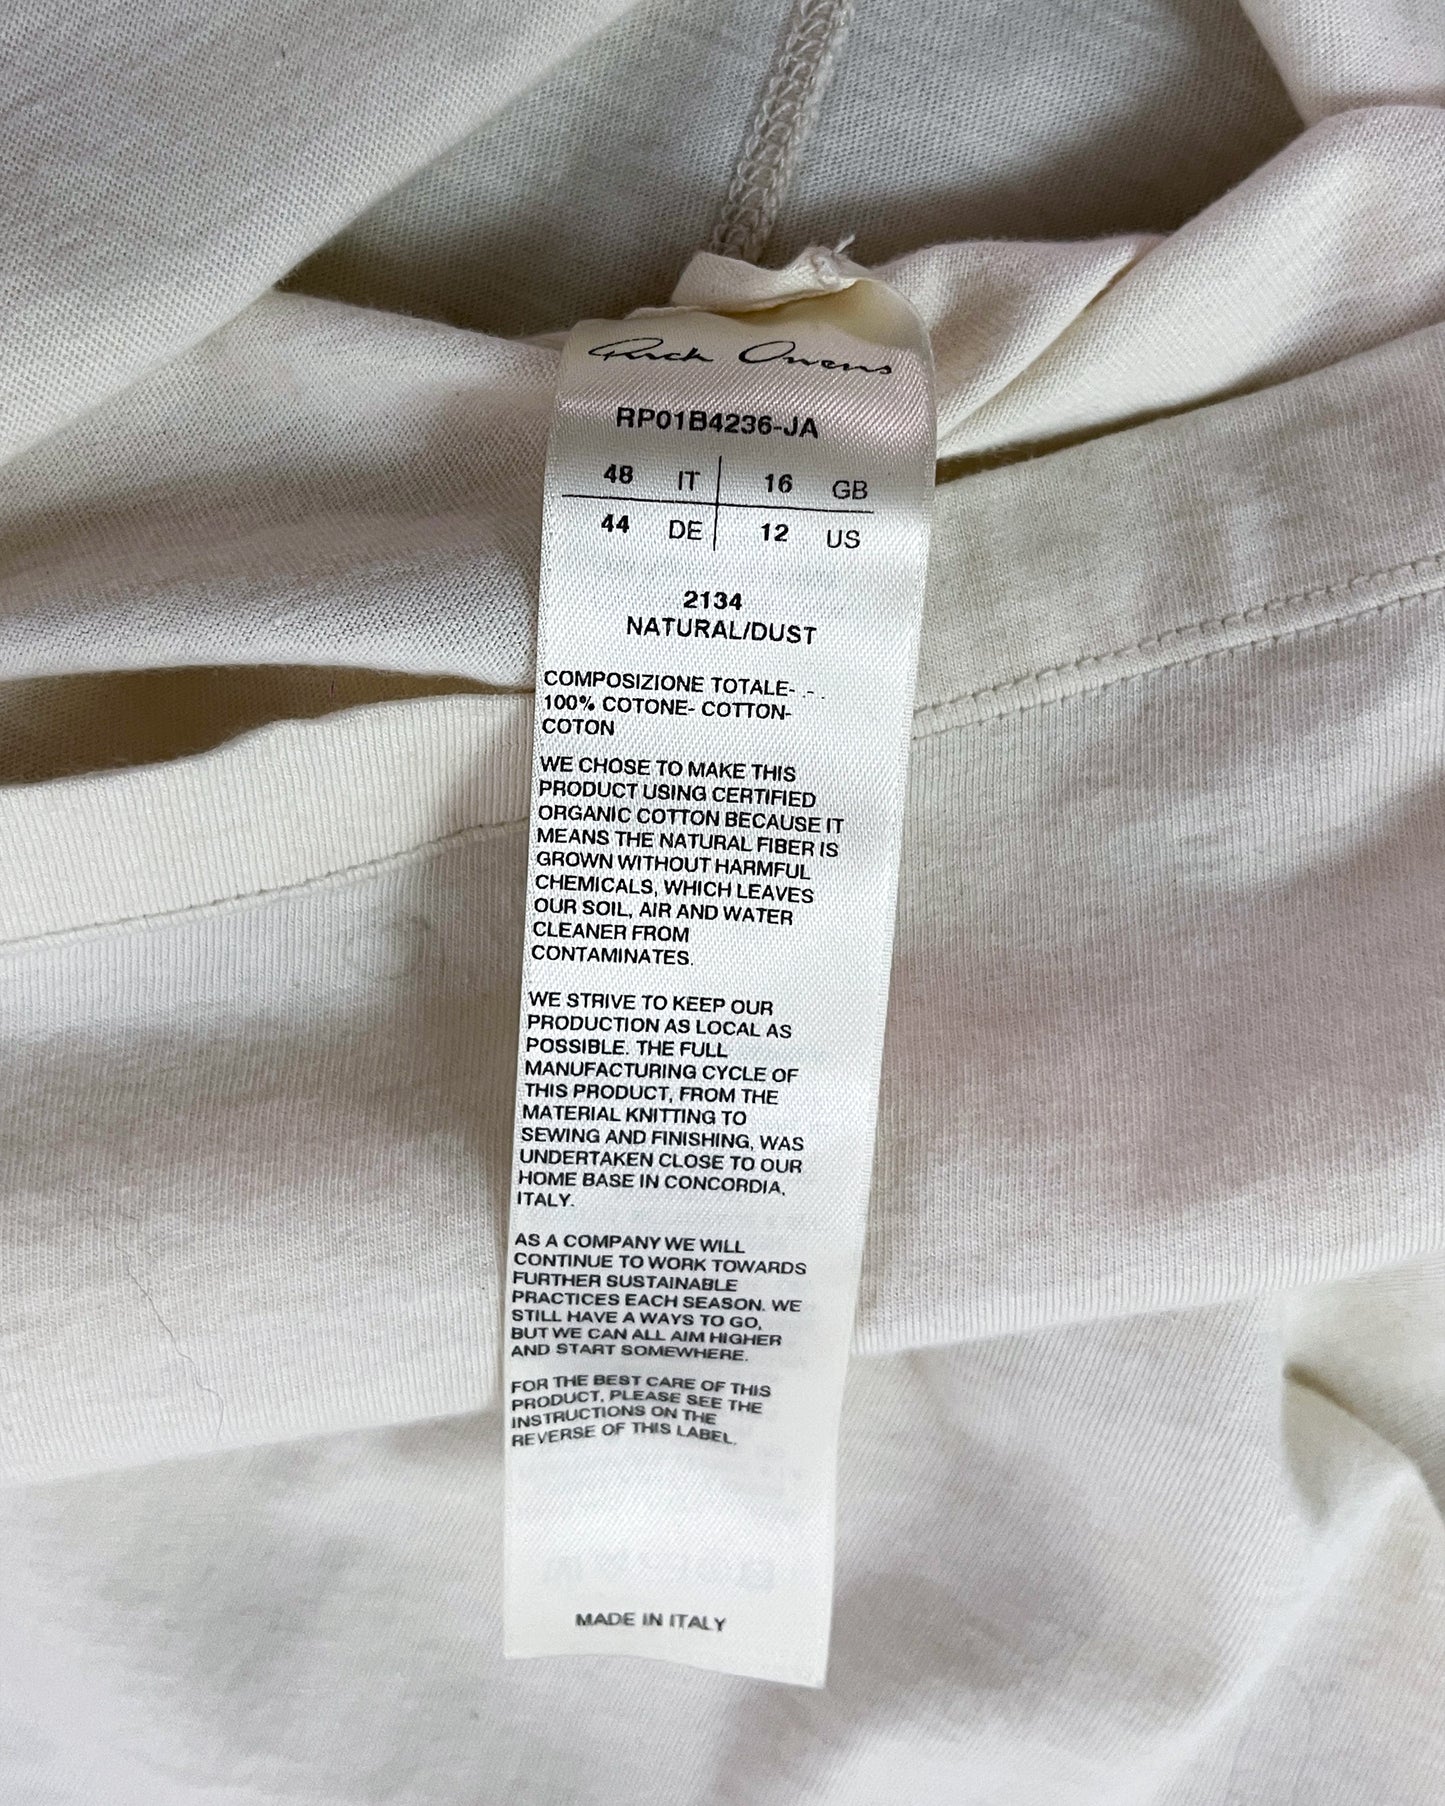 Rick Owens
RP01B4236-JA
48 IT 16 GB
44 DE 12 US
2134
NATURAL/DUST
COMPOSIZIONE TOTALE- - .
100% COTONE- COTTON-
COTON
WE CHOSE TO MAKE THIS
PRODUCT USING CERTIFIED
ORGANIC COTTON BECAUSE IT
MEANS THE NATURAL FIBER IS
GROWN WITHOUT HARMFUL
CHEMICALS, WHICH LEAVES
OUR SOIL, AIR AND WATER
CLEANER FROM
CONTAMINATES.
WE STRIVE TO KEEP OUR
PRODUCTION AS LOCAL AS
POSSIBLE. THE FULL
MANUFACTURING CYCLE OF
THIS PRODUCT, FROM THE
MATERIAL KNITTING TO
SEWING AND FINISHING, WAS
UNDERTAKEN CLOSE TO OUR
HOME BASE IN CONCORDIA,
ITALY.
AS A COMPANY WE WILL
CONTINUE TO WORK TOWARDS
FURTHER SUSTAINABLE
PRACTICES EACH SEASON. WE
STILL HAVE A WAYS TO GO,
BUT WE CAN ALL AIM HIGHER
AND START SOMEWHERE.
FOR THE BEST CARE OF THIS
PRODUCT, PLEASE SEE THE
INSTRUCTIONS ON THE
REVERSE OF THIS LABEL.
MADE IN ITALY